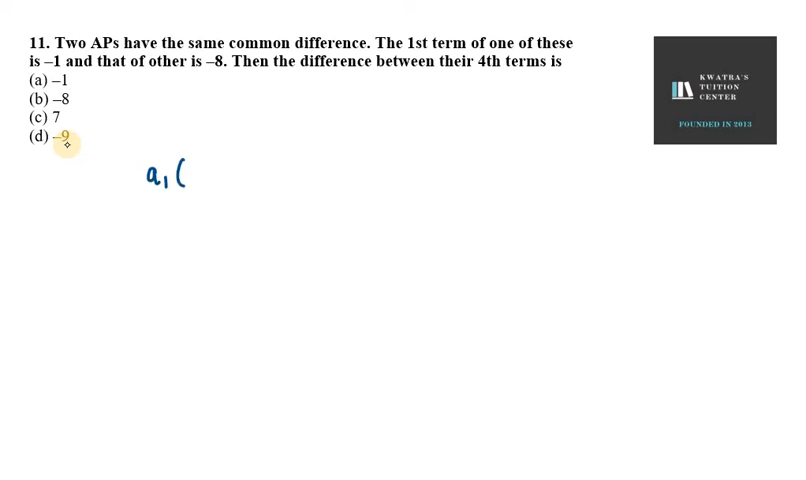 11. Two APs have the same common difference. The 1st term of one of these
is –1 and that of other is –8. Then the difference between their 4th terms is
(a) –1
(b) –8
(c) 7
(d) –9
a₁ (
KWATRA'S
TUITION
CENTER
FOUNDED IN 2013